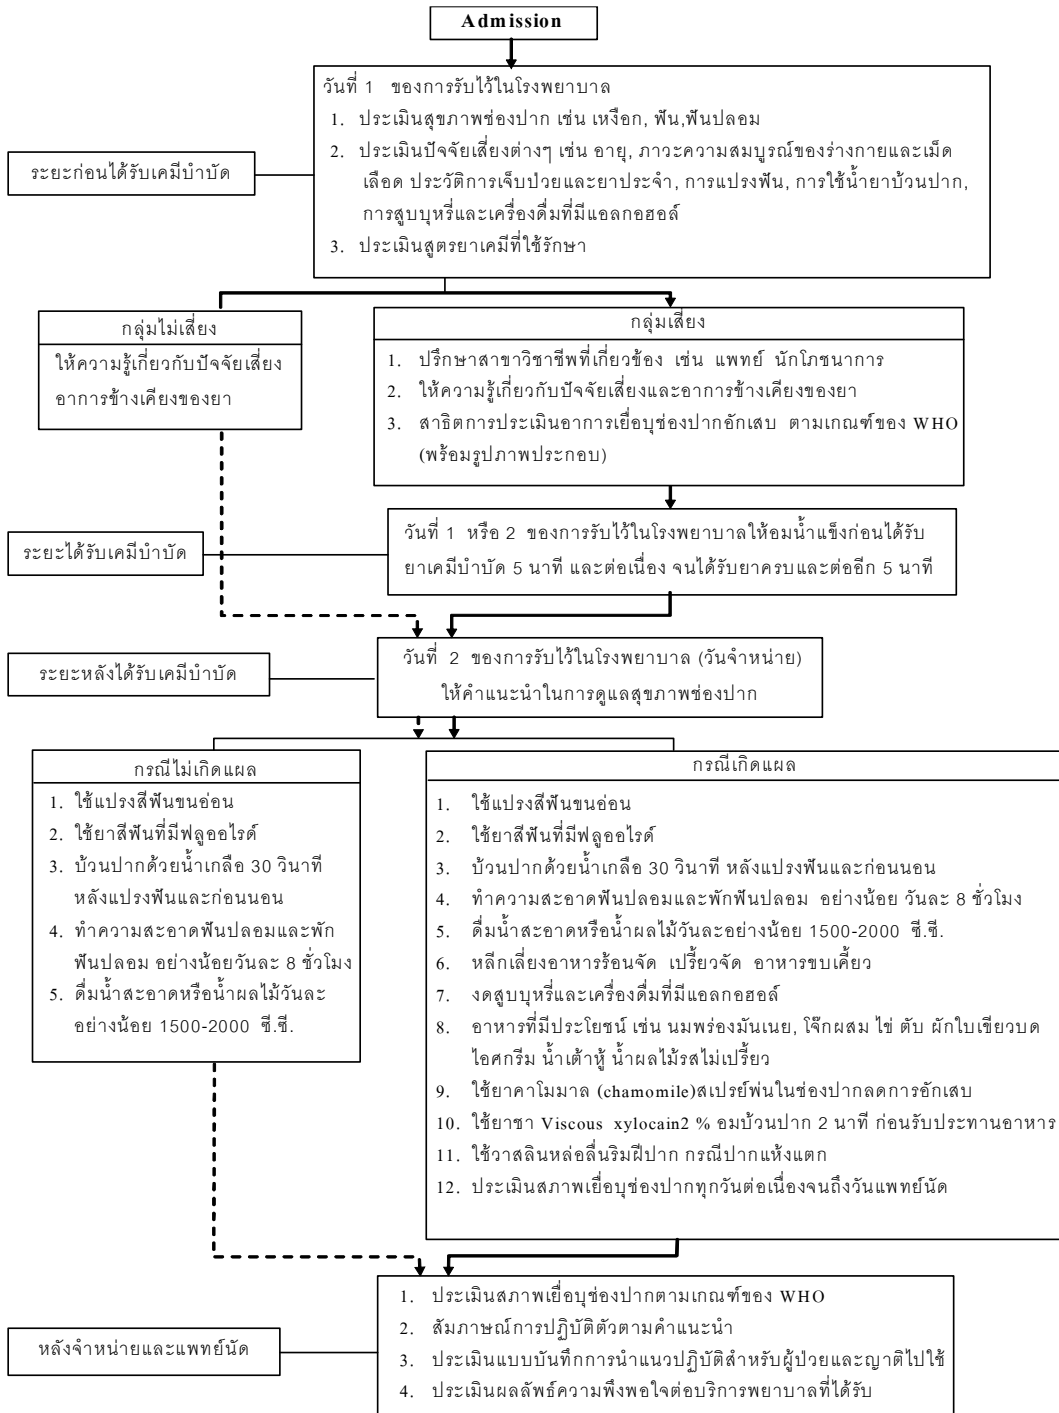 Admission
วันที่ 1 ของการรับไว้ในโรงพยาบาล
1. ประเมินสุขภาพช่องปาก เช่น เหงือก, ฟัน,ฟันปลอม
2. ประเมินปัจจัยเสี่ยงต่างๆ เช่น อายุ, ภาวะความสมบูรณ์ของร่างกายและเม็ด
เลือด ประวัติการเจ็บป่วยและยาประจำ, การแปรงฟัน, การใช้น้ำยาบ้วนปาก,
การสูบบุหรี่และเครื่องดื่มที่มีแอลกอฮอล์
3. ประเมินสูตรยาเคมีที่ใช้รักษา
ระยะก่อนได้รับเคมีบำบัด
กลุ่มไม่เสี่ยง
ให้ความรู้เกี่ยวกับปัจจัยเสี่ยง
อาการข้างเคียงของยา
กลุ่มเสี่ยง
1. ปรึกษาสาขาวิชาชีพที่เกี่ยวข้อง เช่น แพทย์ นักโภชนาการ
2. ให้ความรู้เกี่ยวกับปัจจัยเสี่ยงและอาการข้างเคียงของยา
3. สาธิตการประเมินอาการเยื่อบุช่องปากอักเสบ ตามเกณฑ์ของ WHO
(พร้อมรูปภาพประกอบ)
ระยะได้รับเคมีบำบัด
วันที่ 1 หรือ 2 ของการรับไว้ในโรงพยาบาลให้อมน้ำแข็งก่อนได้รับ
ยาเคมีบำบัด 5 นาที และต่อเนื่อง จนได้รับยาครบและต่ออีก 5 นาที
ระยะหลังได้รับเคมีบำบัด
วันที่ 2 ของการรับไว้ในโรงพยาบาล (วันจำหน่าย)
ให้คำแนะนำในการดูแลสุขภาพช่องปาก
กรณีไม่เกิดแผล
1. ใช้แปรงสีฟันขนอ่อน
2. ใช้ยาสีฟันที่มีฟลูออไรด์
3. บ้วนปากด้วยน้ำเกลือ 30 วินาที
หลังแปรงฟันและก่อนนอน
4. ทำความสะอาดฟันปลอมและพัก
ฟันปลอม อย่างน้อยวันละ 8 ชั่วโมง
5. ดื่มน้ำสะอาดหรือน้ำผลไม้วันละ
อย่างน้อย 1500-2000 ซี.ซี.
กรณีเกิดแผล
1. ใช้แปรงสีฟันขนอ่อน
2. ใช้ยาสีฟันที่มีฟลูออไรด์
3. บ้วนปากด้วยน้ำเกลือ 30 วินาที หลังแปรงฟันและก่อนนอน
4. ทำความสะอาดฟันปลอมและพักฟันปลอม อย่างน้อย วันละ 8 ชั่วโมง
5. ดื่มน้ำสะอาดหรือน้ำผลไม้วันละอย่างน้อย 1500-2000 ซี.ซี.
6. หลีกเลี่ยงอาหารร้อนจัด เปรี้ยวจัด อาหารขบเคี้ยว
7. งดสูบบุหรี่และเครื่องดื่มที่มีแอลกอฮอล์
8. อาหารที่มีประโยชน์ เช่น นมพร่องมันเนย, โจ๊กผสม ไข่ ตับ ผักใบเขียวบด
ไอศกรีม น้ำเต้าหู้ น้ำผลไม้รสไม่เปรี้ยว
9. ใช้ยาคาโมมาล (chamomile)สเปรย์พ่นในช่องปากลดการอักเสบ
10. ใช้ยาชา Viscous xylocain2 % อมบ้วนปาก 2 นาที ก่อนรับประทานอาหาร
11. ใช้วาสลินหล่อลื่นริมฝีปาก กรณีปากแห้งแตก
12. ประเมินสภาพเยื่อบุช่องปากทุกวันต่อเนื่องจนถึงวันแพทย์นัด
หลังจำหน่ายและแพทย์นัด
1. ประเมินสภาพเยื่อบุช่องปากตามเกณฑ์ของ WHO
2. สัมภาษณ์การปฏิบัติตัวตามคำแนะนำ
3. ประเมินแบบบันทึกการนำแนวปฏิบัติสำหรับผู้ป่วยและญาติไปใช้
4. ประเมินผลลัพธ์ความพึงพอใจต่อบริการพยาบาลที่ได้รับ